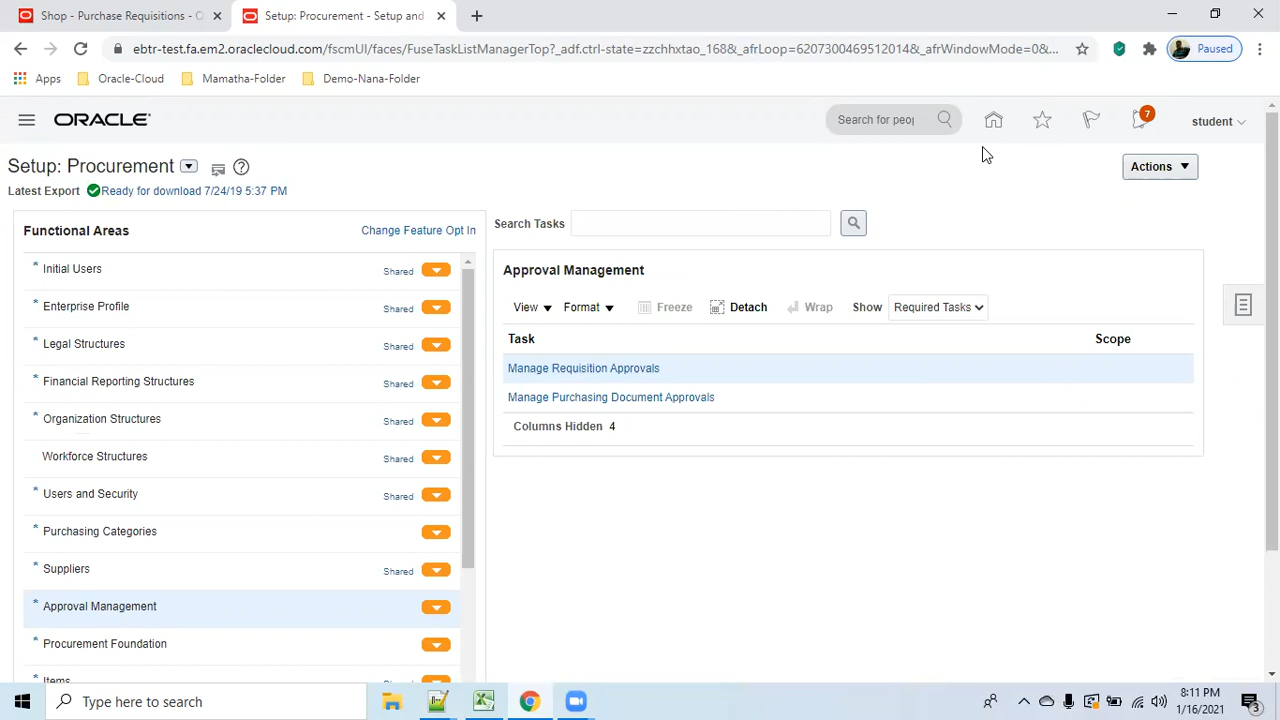 Shop - Purchase Requisitions - O
Setup: Procurement - Setup and
ebtr-test.fa.em2.oraclecloud.com/fscmUI/faces/FuseTaskListManagerTop?_adf.ctrl-state=zzchhxtao_168&_afrLoop=62073004695120148&_afrWindowMode=0&...
Paused
Apps
Oracle-Cloud
Mamatha-Folder
Demo-Nana-Folder
ORACLE
Search for peop
7
student
Setup: Procurement
Actions
Latest Export Ready for download 7/24/19 5:37 PM
Functional Areas
Change Feature Opt In
* Initial Users Shared
* Enterprise Profile Shared
* Legal Structures Shared
* Financial Reporting Structures Shared
* Organization Structures Shared
Workforce Structures Shared
* Users and Security Shared
* Purchasing Categories
* Suppliers Shared
* Approval Management
* Procurement Foundation
* Items
Search Tasks
Approval Management
View Format Freeze Detach Wrap Show Required Tasks
Task Scope
Manage Requisition Approvals
Manage Purchasing Document Approvals
Columns Hidden 4
Type here to search
8:11 PM
1/16/2021
3